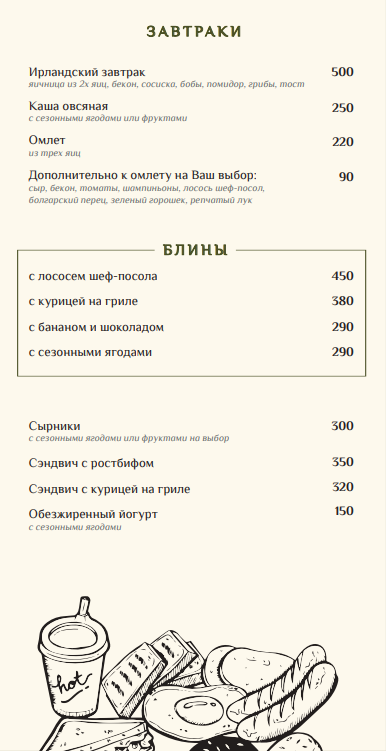 ЗАВТРАКИ
Ирландский завтрак 500
яичница из 2х яиц, бекон, сосиска, бобы, помидор, грибы, тост
Каша овсяная 250
с сезонными ягодами или фруктами
Омлет 220
из трех яиц
Дополнительно к омлету на Ваш выбор: 90
сыр, бекон, томаты, шампиньоны, лосось шеф-посол,
болгарский перец, зеленый горошек, репчатый лук
БЛИНЫ
с лососем шеф-посола 450
с курицей на гриле 380
с бананом и шоколадом 290
с сезонными ягодами 290
Сырники 300
с сезонными ягодами или фруктами на выбор
Сэндвич с ростбифом 350
Сэндвич с курицей на гриле 320
Обезжиренный йогурт 150
с сезонными ягодами
hot